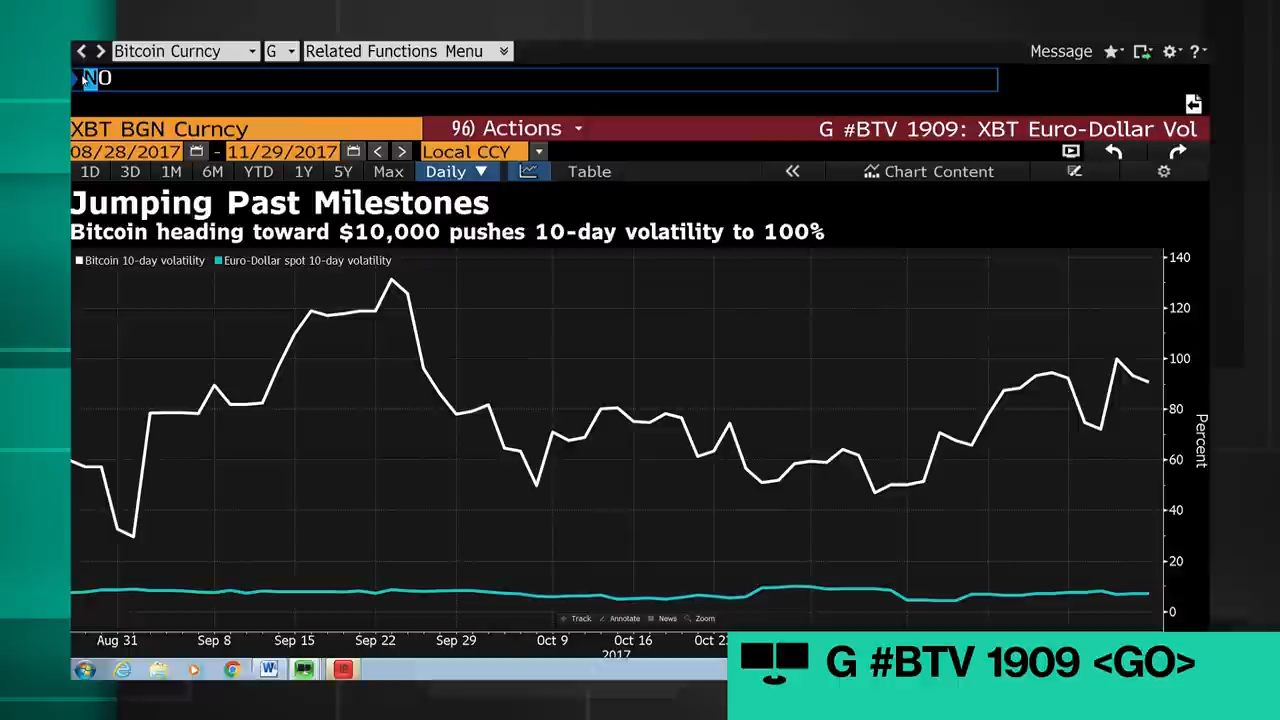 Bitcoin Curncy G Related Functions Menu Message ?
NO
XBT BGN Curncy 96) Actions G #BTV 1909: XBT Euro-Dollar Vol
08/28/2017 - 11/29/2017 Local CCY
1D 3D 1M 6M YTD 1Y 5Y Max Daily ▼ Table « Chart Content
Jumping Past Milestones
Bitcoin heading toward $10,000 pushes 10-day volatility to 100%
Bitcoin 10-day volatility Euro-Dollar spot 10-day volatility
140
120
100
80
60
40
20
0
Percent
Track Annotate News Zoom
Aug 31 Sep 8 Sep 15 Sep 22 Sep 29 Oct 9 Oct 16 Oct 23
2017
G #BTV 1909 <GO>